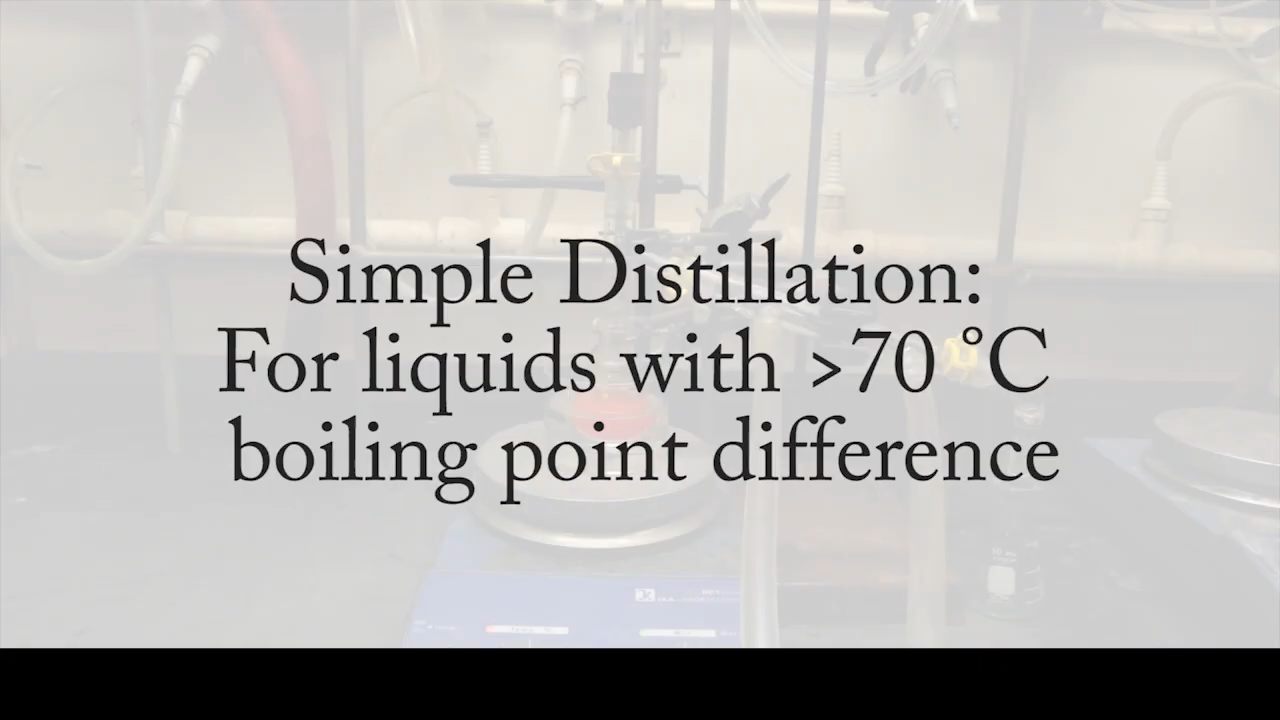 Simple Distillation:
For liquids with >70 ˚C
boiling point difference